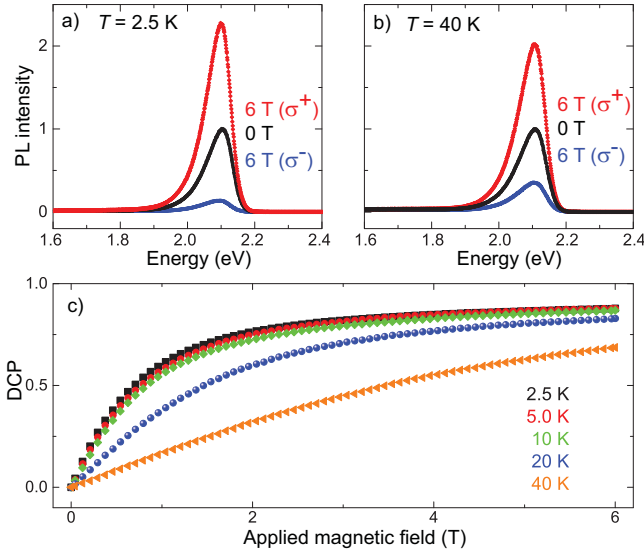 a) T = 2.5 K
b) T = 40 K
PL intensity
2
1
0
6 T (σ⁺)
0 T
6 T (σ⁻)
6 T (σ⁺)
0 T
6 T (σ⁻)
1.6 1.8 2.0 2.2 2.4
1.6 1.8 2.0 2.2 2.4
Energy (eV)
Energy (eV)
c)
DCP
1.0
0.5
0.0
2.5 K
5.0 K
10 K
20 K
40 K
0 2 4 6
Applied magnetic field (T)